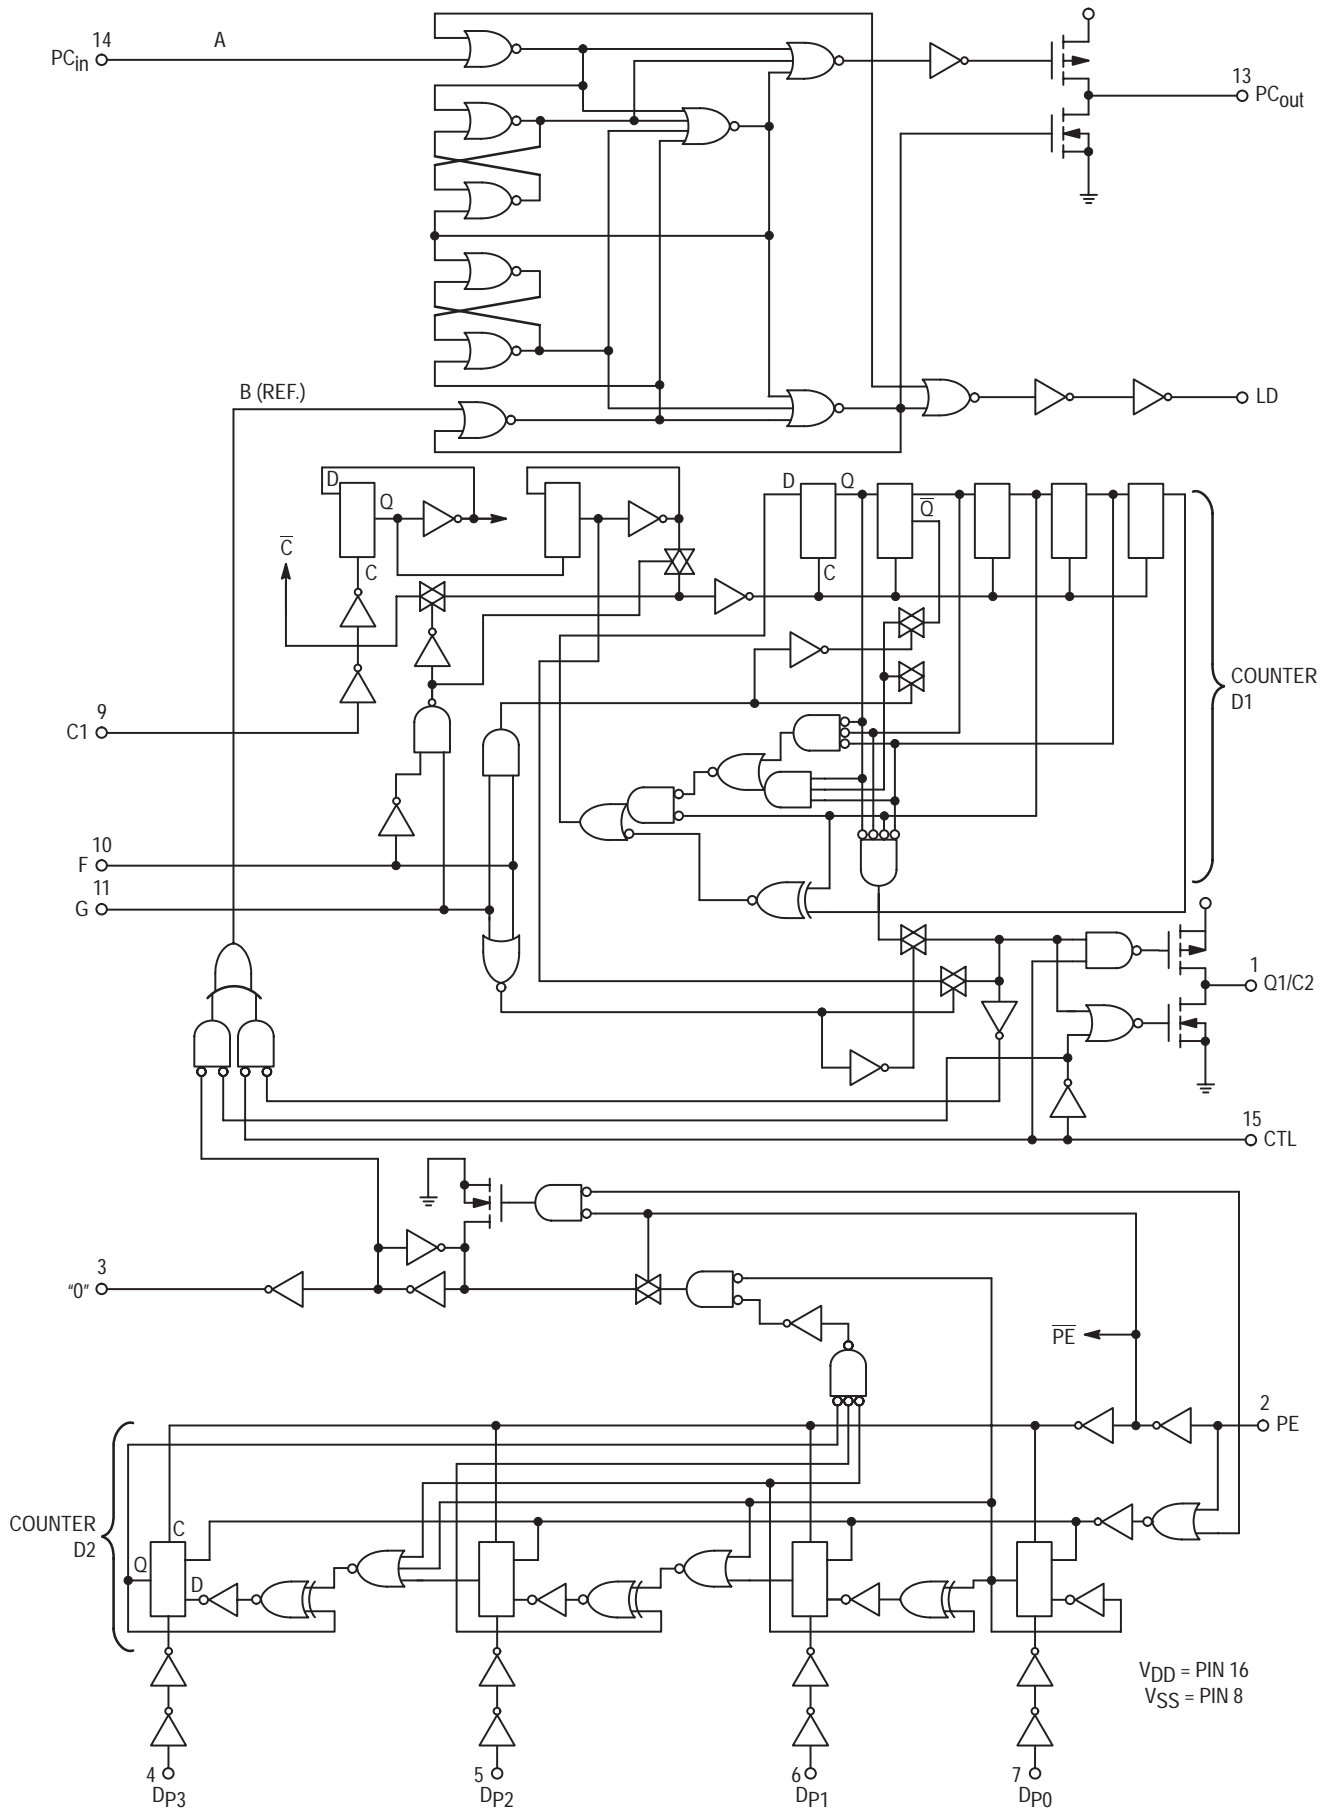 14
A
PCin
13
PCout
B (REF.)
LD
D
Q
D
Q
Q̅
C̅
C
C
COUNTER
D1
9
C1
10
F
11
G
1
Q1/C2
15
CTL
3
"0"
P̅E̅
2
PE
COUNTER
D2
C
Q
D
VDD = PIN 16
VSS = PIN 8
4
DP3
5
DP2
6
DP1
7
DP0